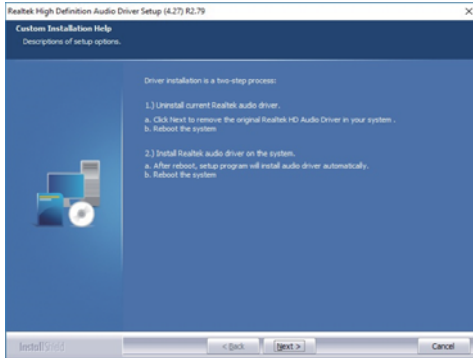 Realtek High Definition Audio Driver Setup (4.27) R2.79
Custom Installation Help
Descriptions of setup options.
Driver installation is a two-step process:
1.) Uninstall current Realtek audio driver.
a. Click Next to remove the original Realtek HD Audio Driver in your system .
b. Reboot the system
2.) Install Realtek audio driver on the system.
a. After reboot, setup program will install audio driver automatically.
b. Reboot the system
InstallShield
< Back
Next >
Cancel